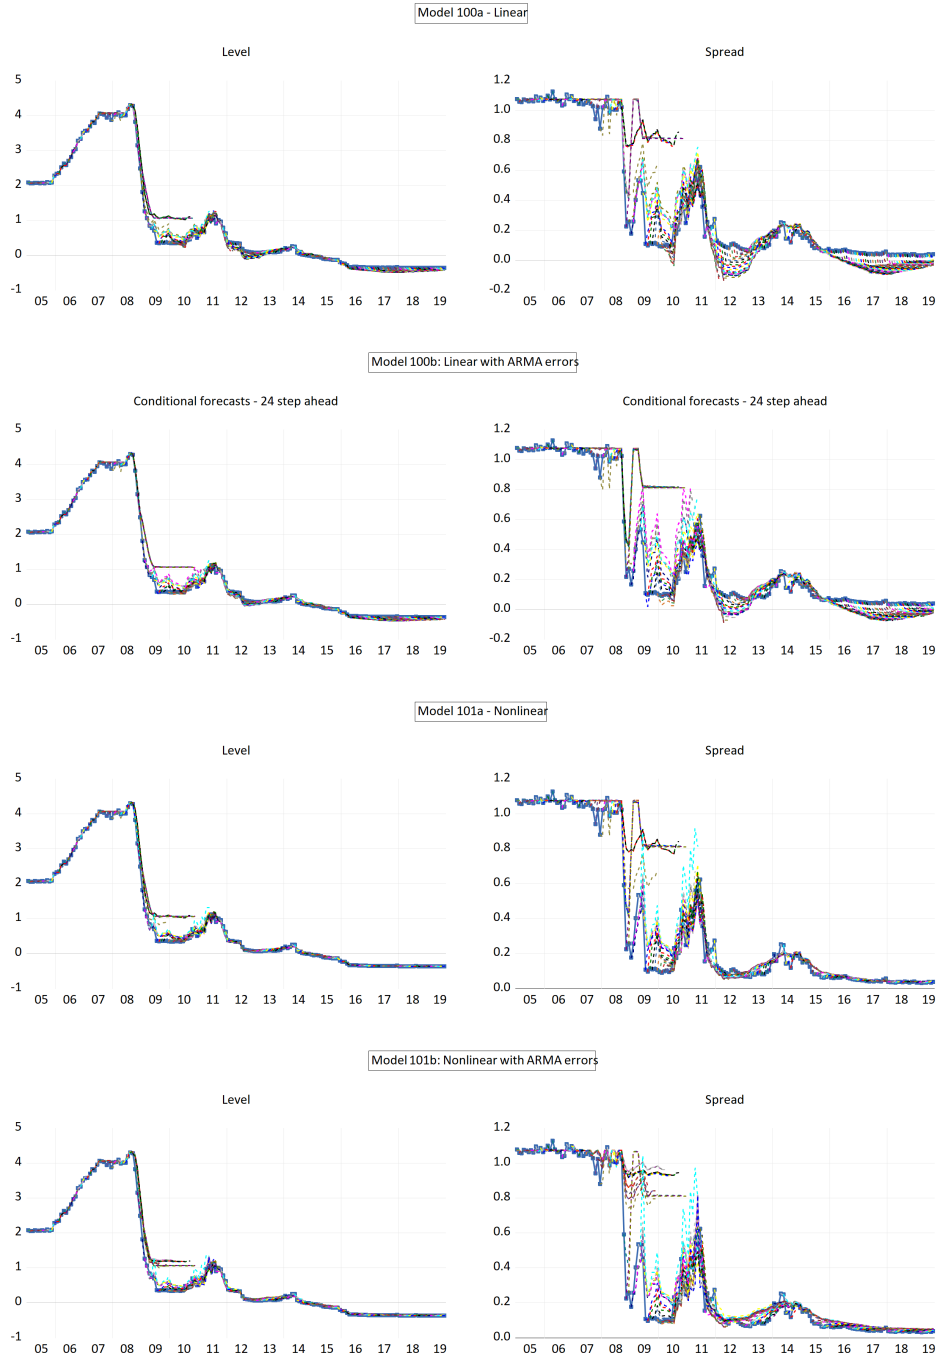 Model 100a - Linear
Level
Spread
5
4
3
2
1
0
-1
05 06 07 08 09 10 11 12 13 14 15 16 17 18 19
1.2
1.0
0.8
0.6
0.4
0.2
0.0
-0.2
05 06 07 08 09 10 11 12 13 14 15 16 17 18 19
Model 100b: Linear with ARMA errors
Conditional forecasts - 24 step ahead
Conditional forecasts - 24 step ahead
5
4
3
2
1
0
-1
05 06 07 08 09 10 11 12 13 14 15 16 17 18 19
1.2
1.0
0.8
0.6
0.4
0.2
0.0
-0.2
05 06 07 08 09 10 11 12 13 14 15 16 17 18 19
Model 101a - Nonlinear
Level
Spread
5
4
3
2
1
0
-1
05 06 07 08 09 10 11 12 13 14 15 16 17 18 19
1.2
1.0
0.8
0.6
0.4
0.2
0.0
05 06 07 08 09 10 11 12 13 14 15 16 17 18 19
Model 101b: Nonlinear with ARMA errors
Level
Spread
5
4
3
2
1
0
-1
05 06 07 08 09 10 11 12 13 14 15 16 17 18 19
1.2
1.0
0.8
0.6
0.4
0.2
0.0
05 06 07 08 09 10 11 12 13 14 15 16 17 18 19